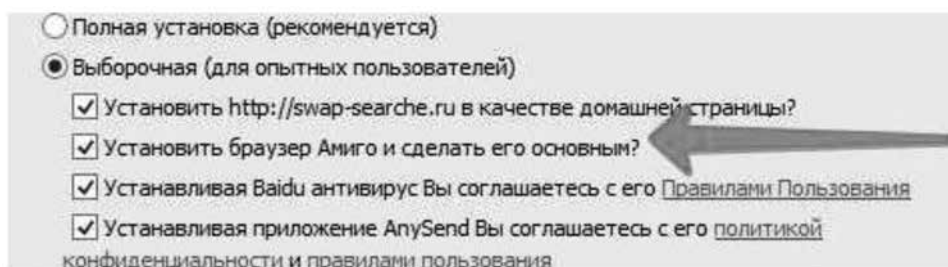 Полная установка (рекомендуется)
Выборочная (для опытных пользователей)
Установить http://swap-searche.ru в качестве домашней страницы?
Установить браузер Амиго и сделать его основным?
Устанавливая Baidu антивирус Вы соглашаетесь с его Правилами Пользования
Устанавливая приложение AnySend Вы соглашаетесь с его политикой
конфиденциальности и правилами пользования